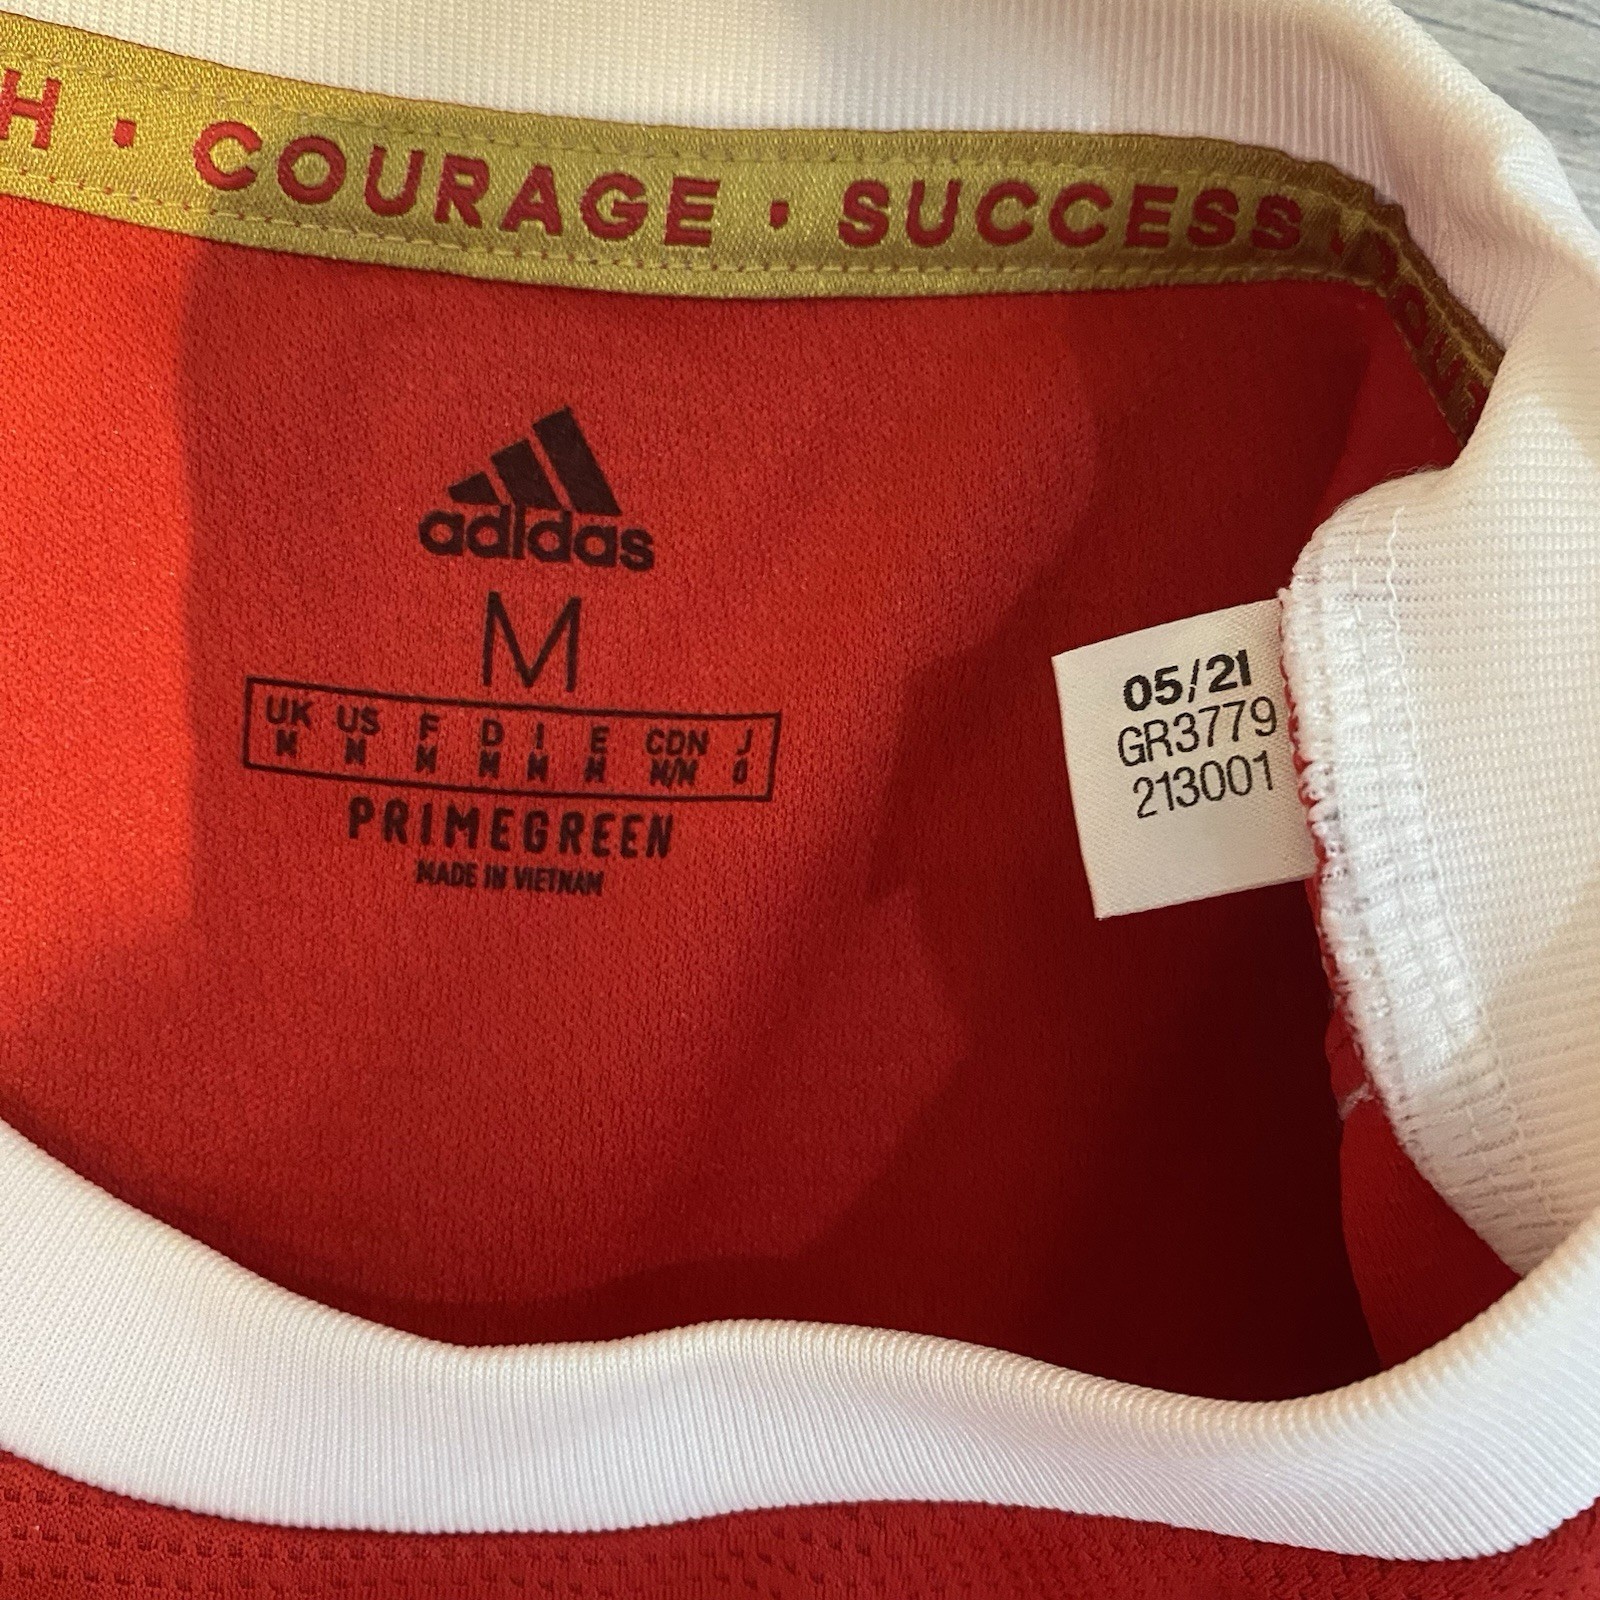 H · COURAGE · SUCCESS ·
adidas
M
UK US F D I E CDN J
M M M M M M M/M O
PRIMEGREEN
MADE IN VIETNAM
05/21
GR3779
213001